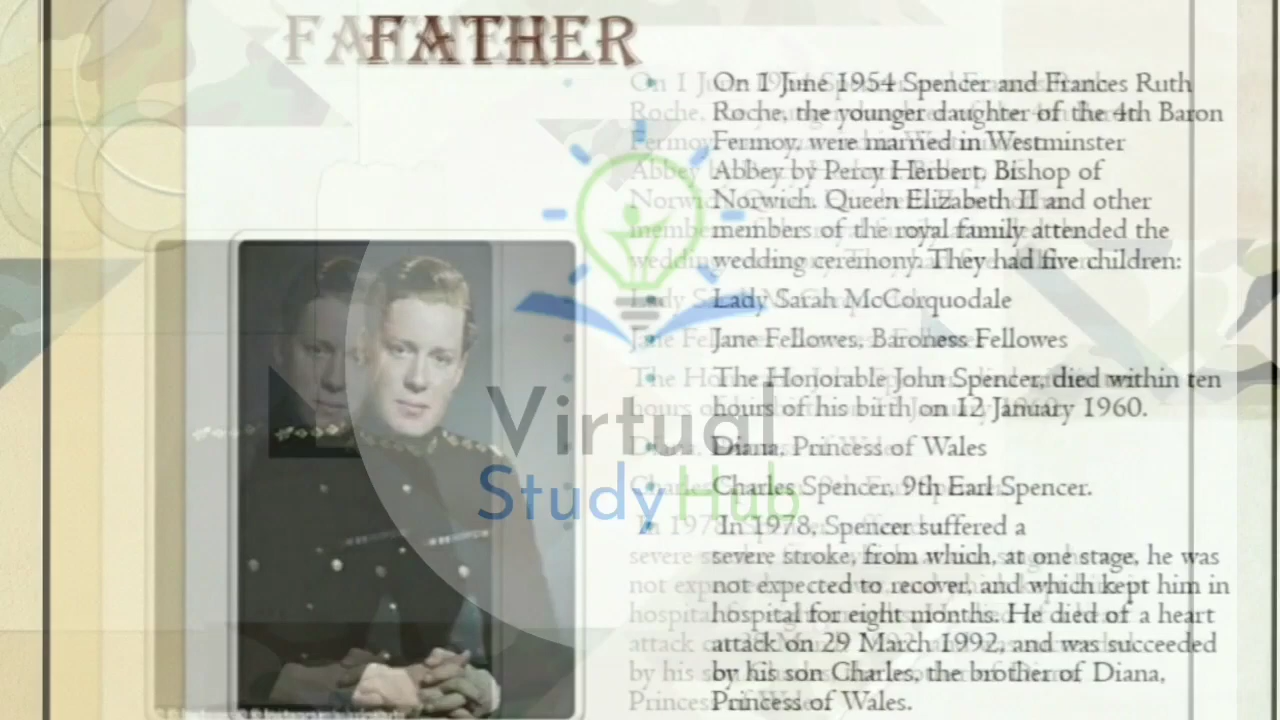 FATHER
On 1 June 1954 Spencer and Frances Ruth
Roche, the younger daughter of the 4th Baron
Fermoy, were married in Westminster
Abbey by Percy Herbert, Bishop of
Norwich. Queen Elizabeth II and other
members of the royal family attended the
wedding ceremony. They had five children:
Lady Sarah McCorquodale
Jane Fellowes, Baroness Fellowes
The Honorable John Spencer, died within ten
hours of his birth on 12 January 1960.
Diana, Princess of Wales
Charles Spencer, 9th Earl Spencer.
In 1978, Spencer suffered a
severe stroke, from which, at one stage, he was
not expected to recover, and which kept him in
hospital for eight months. He died of a heart
attack on 29 March 1992, and was succeeded
by his son Charles, the brother of Diana,
Princess of Wales.
Virtual
Study Hub